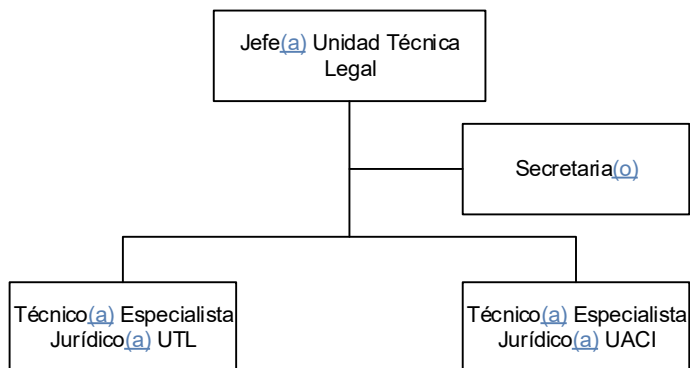 Jefe(a) Unidad Técnica
Legal
Secretaria(o)
Técnico(a) Especialista
Jurídico(a) UTL
Técnico(a) Especialista
Jurídico(a) UACI